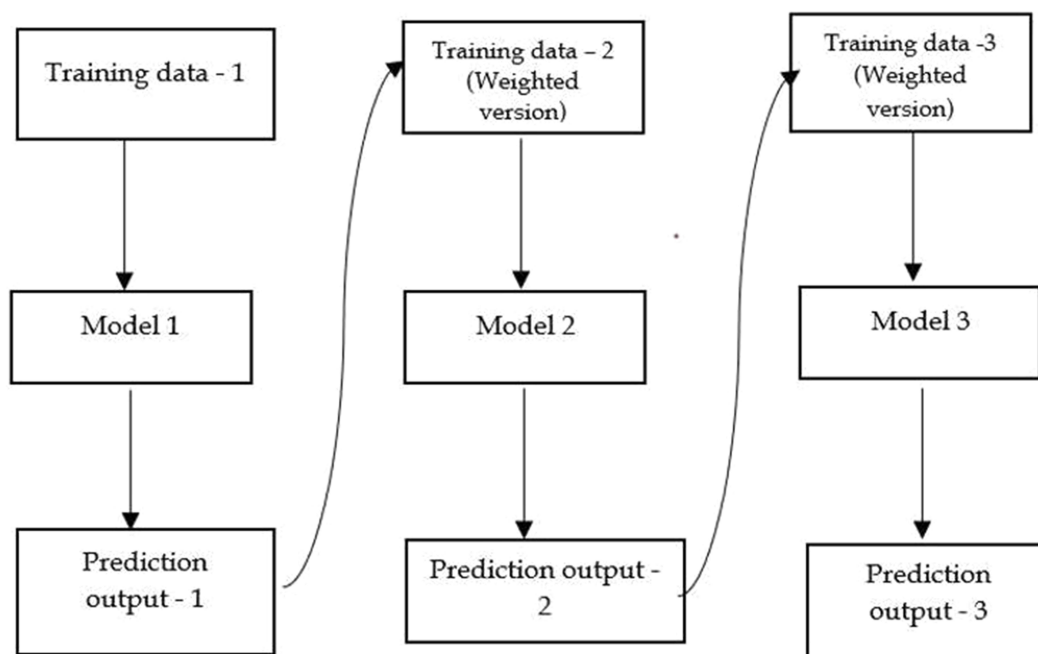 Training data - 1
Training data – 2
(Weighted
version)
Training data -3
(Weighted
version)
Model 1
Model 2
Model 3
Prediction
output - 1
Prediction output -
2
Prediction
output - 3